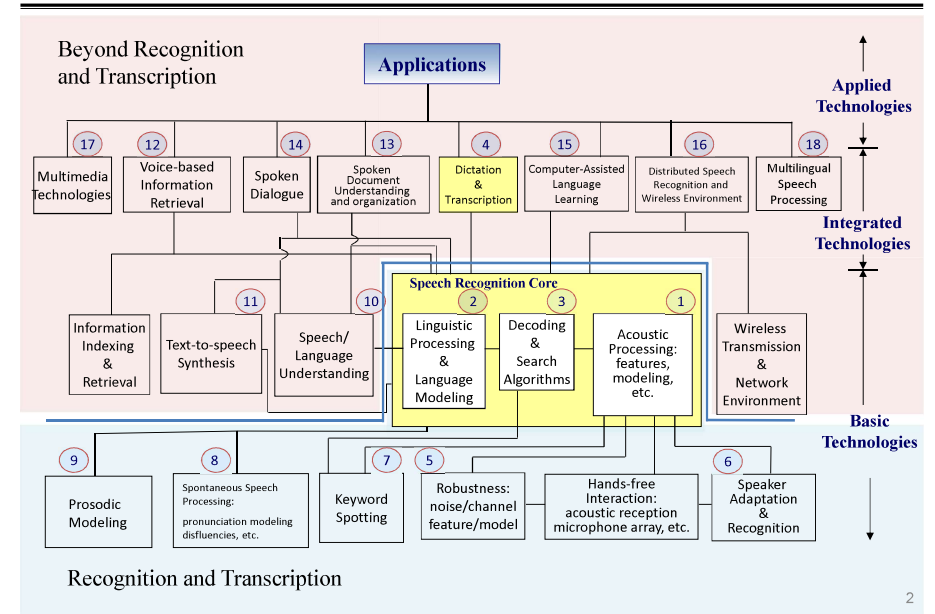 Beyond Recognition
and Transcription
Applications
Applied
Technologies
17
12
14
13
4
15
16
18
Multimedia
Technologies
Voice-based
Information
Retrieval
Spoken
Dialogue
Spoken
Document
Understanding
and organization
Dictation
&
Transcription
Computer-Assisted
Language
Learning
Distributed Speech
Recognition and
Wireless Environment
Multilingual
Speech
Processing
Integrated
Technologies
Speech Recognition Core
11
10
2
3
1
Information
Indexing
&
Retrieval
Text-to-speech
Synthesis
Speech/
Language
Understanding
Linguistic
Processing
&
Language
Modeling
Decoding
&
Search
Algorithms
Acoustic
Processing:
features,
modeling,
etc.
Wireless
Transmission
&
Network
Environment
Basic
Technologies
9
8
7
5
6
Prosodic
Modeling
Spontaneous Speech
Processing:
pronunciation modeling
disfluencies, etc.
Keyword
Spotting
Robustness:
noise/channel
feature/model
Hands-free
Interaction:
acoustic reception
microphone array, etc.
Speaker
Adaptation
&
Recognition
Recognition and Transcription
2